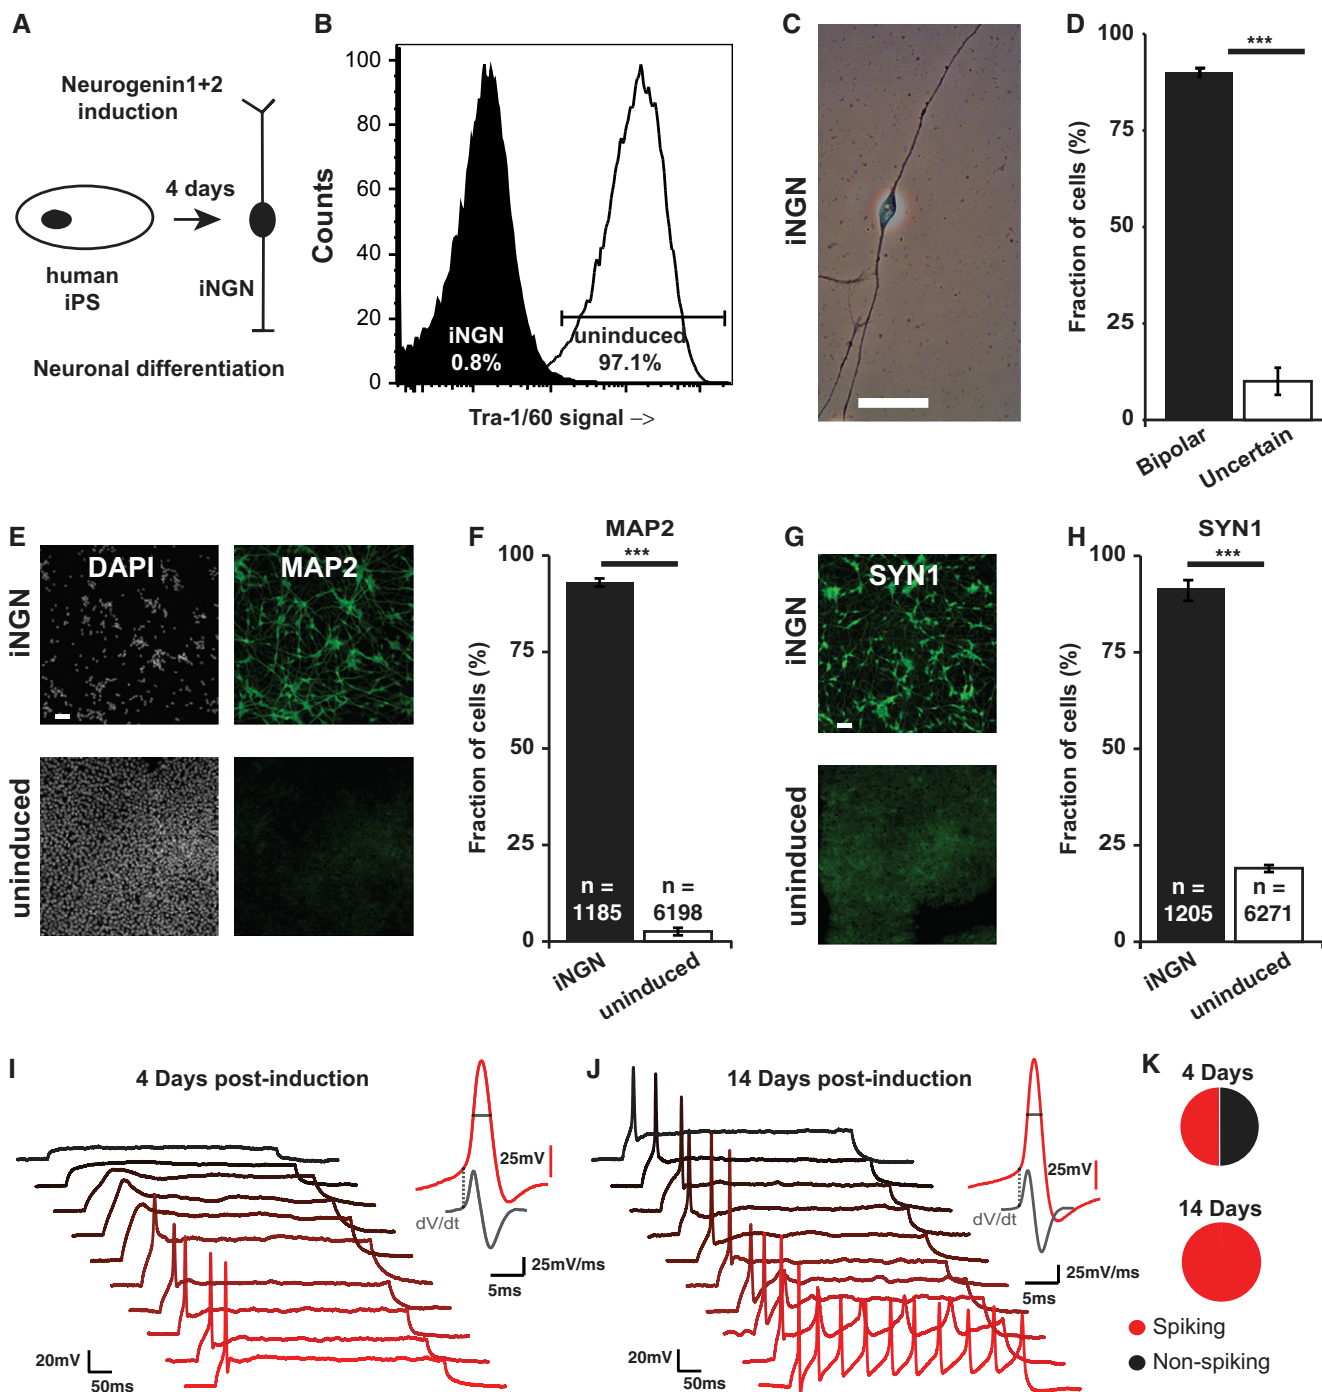 A
Neurogenin1+2
induction
4 days
human
iPS
iNGN
Neuronal differentiation
B
100
80
60
40
20
0
Counts
iNGN
0.8%
uninduced
97.1%
Tra-1/60 signal –>
C
iNGN
D
100
75
50
25
0
Fraction of cells (%)
***
Bipolar
Uncertain
E
iNGN
DAPI
MAP2
uninduced
F
MAP2
100
75
50
25
0
Fraction of cells (%)
***
n =
1185
n =
6198
iNGN
uninduced
G
iNGN
SYN1
uninduced
H
SYN1
100
75
50
25
0
Fraction of cells (%)
***
n =
1205
n =
6271
iNGN
uninduced
I
4 Days post-induction
25mV
dV/dt
25mV/ms
5ms
20mV
50ms
J
14 Days post-induction
25mV
dV/dt
25mV/ms
5ms
20mV
50ms
K
4 Days
14 Days
Spiking
Non-spiking